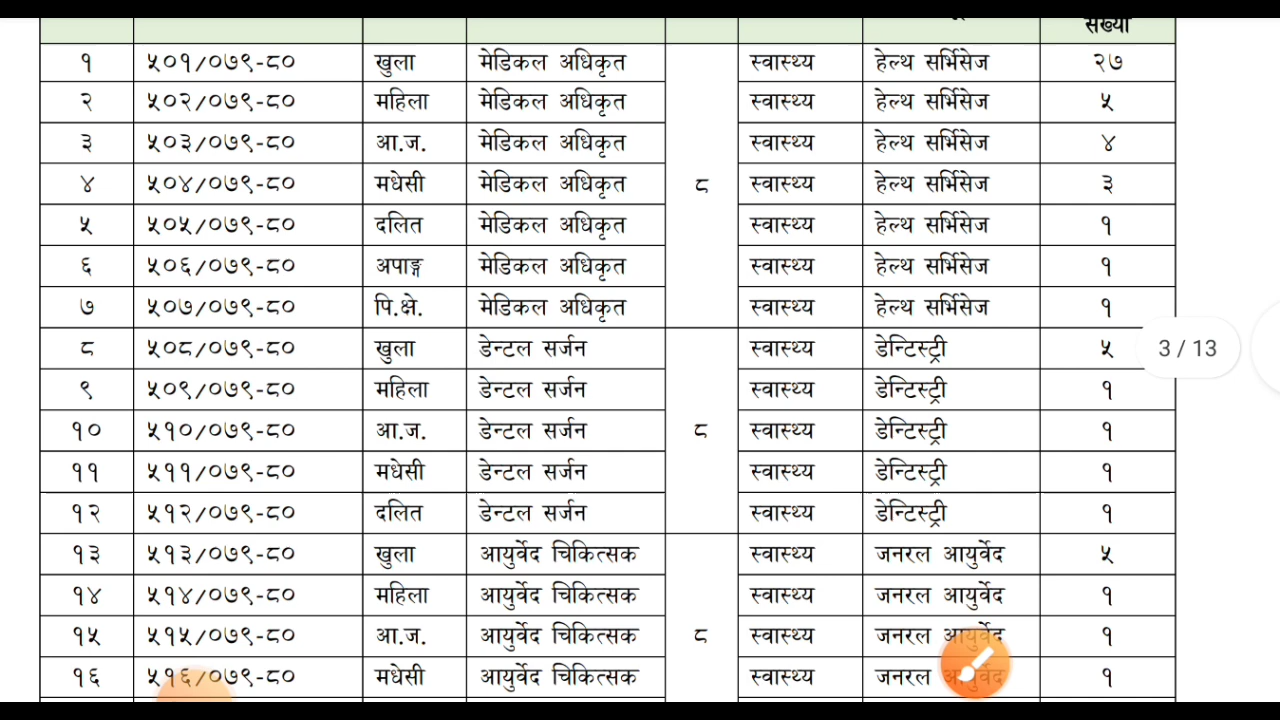 संख्या
१ ५०१/०७९-८० खुला मेडिकल अधिकृत स्वास्थ्य हेल्थ सर्भिसेज २७
२ ५०२/०७९-८० महिला मेडिकल अधिकृत स्वास्थ्य हेल्थ सर्भिसेज ५
३ ५०३/०७९-८० आ.ज. मेडिकल अधिकृत स्वास्थ्य हेल्थ सर्भिसेज ४
४ ५०४/०७९-८० मधेसी मेडिकल अधिकृत ८ स्वास्थ्य हेल्थ सर्भिसेज ३
५ ५०५/०७९-८० दलित मेडिकल अधिकृत स्वास्थ्य हेल्थ सर्भिसेज १
६ ५०६/०७९-८० अपाङ्ग मेडिकल अधिकृत स्वास्थ्य हेल्थ सर्भिसेज १
७ ५०७/०७९-८० पि.क्षे. मेडिकल अधिकृत स्वास्थ्य हेल्थ सर्भिसेज १
८ ५०८/०७९-८० खुला डेन्टल सर्जन स्वास्थ्य डेन्टिस्ट्री ५ 3 / 13
९ ५०९/०७९-८० महिला डेन्टल सर्जन स्वास्थ्य डेन्टिस्ट्री १
१० ५१०/०७९-८० आ.ज. डेन्टल सर्जन ८ स्वास्थ्य डेन्टिस्ट्री १
११ ५११/०७९-८० मधेसी डेन्टल सर्जन स्वास्थ्य डेन्टिस्ट्री १
१२ ५१२/०७९-८० दलित डेन्टल सर्जन स्वास्थ्य डेन्टिस्ट्री १
१३ ५१३/०७९-८० खुला आयुर्वेद चिकित्सक स्वास्थ्य जनरल आयुर्वेद ५
१४ ५१४/०७९-८० महिला आयुर्वेद चिकित्सक स्वास्थ्य जनरल आयुर्वेद १
१५ ५१५/०७९-८० आ.ज. आयुर्वेद चिकित्सक ८ स्वास्थ्य जनरल आयुर्वेद १
१६ ५१६/०७९-८० मधेसी आयुर्वेद चिकित्सक स्वास्थ्य जनरल आयुर्वेद १